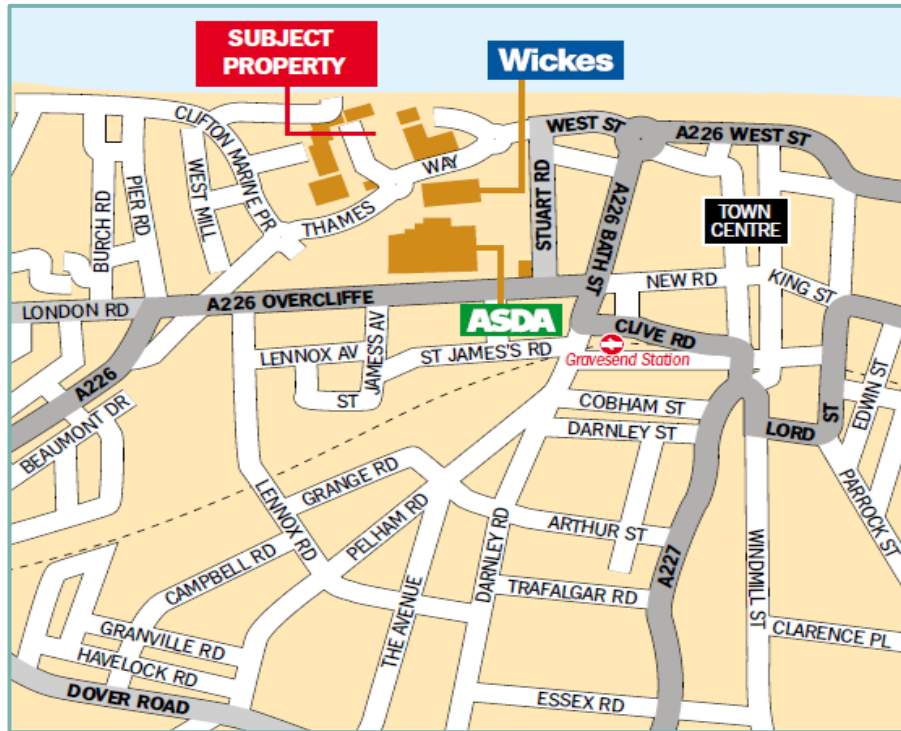 SUBJECT
PROPERTY
Wickes
CLIFTON MARINE PR
WEST ST
A226 WEST ST
WEST MILL
WAY
THAMES
STUART RD
A226 BATH ST
TOWN
CENTRE
BURCH RD
PIER RD
LONDON RD
A226 OVERCLIFFE
NEW RD
KING ST
ASDA
CLIVE RD
Gravesend Station
LENNOX AV
JAMES'S AV
ST
ST JAMES'S RD
A226
BEAUMONT DR
COBHAM ST
DARNLEY ST
LORD
ST
EDWIN ST
PARROCK ST
GRANGE RD
LENNOX RD
PELHAM RD
CAMPBELL RD
ARTHUR ST
DARNLEY RD
TRAFALGAR RD
A227
WINDMILL ST
THE AVENUE
GRANVILLE RD
HAVELOCK RD
CLARENCE PL
ESSEX RD
DOVER ROAD